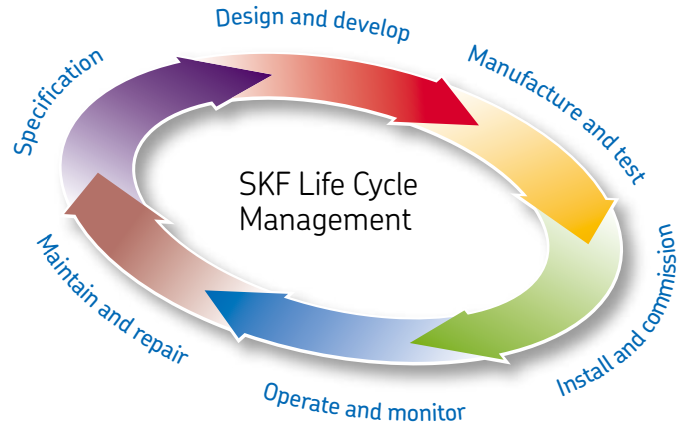 Design and develop
Manufacture and test
Install and commission
Operate and monitor
Maintain and repair
Specification
SKF Life Cycle
Management